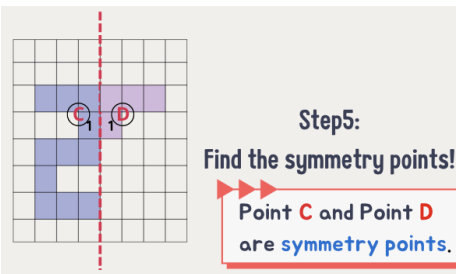 C D
1 1
Step5:
Find the symmetry points!
Point C and Point D
are symmetry points.